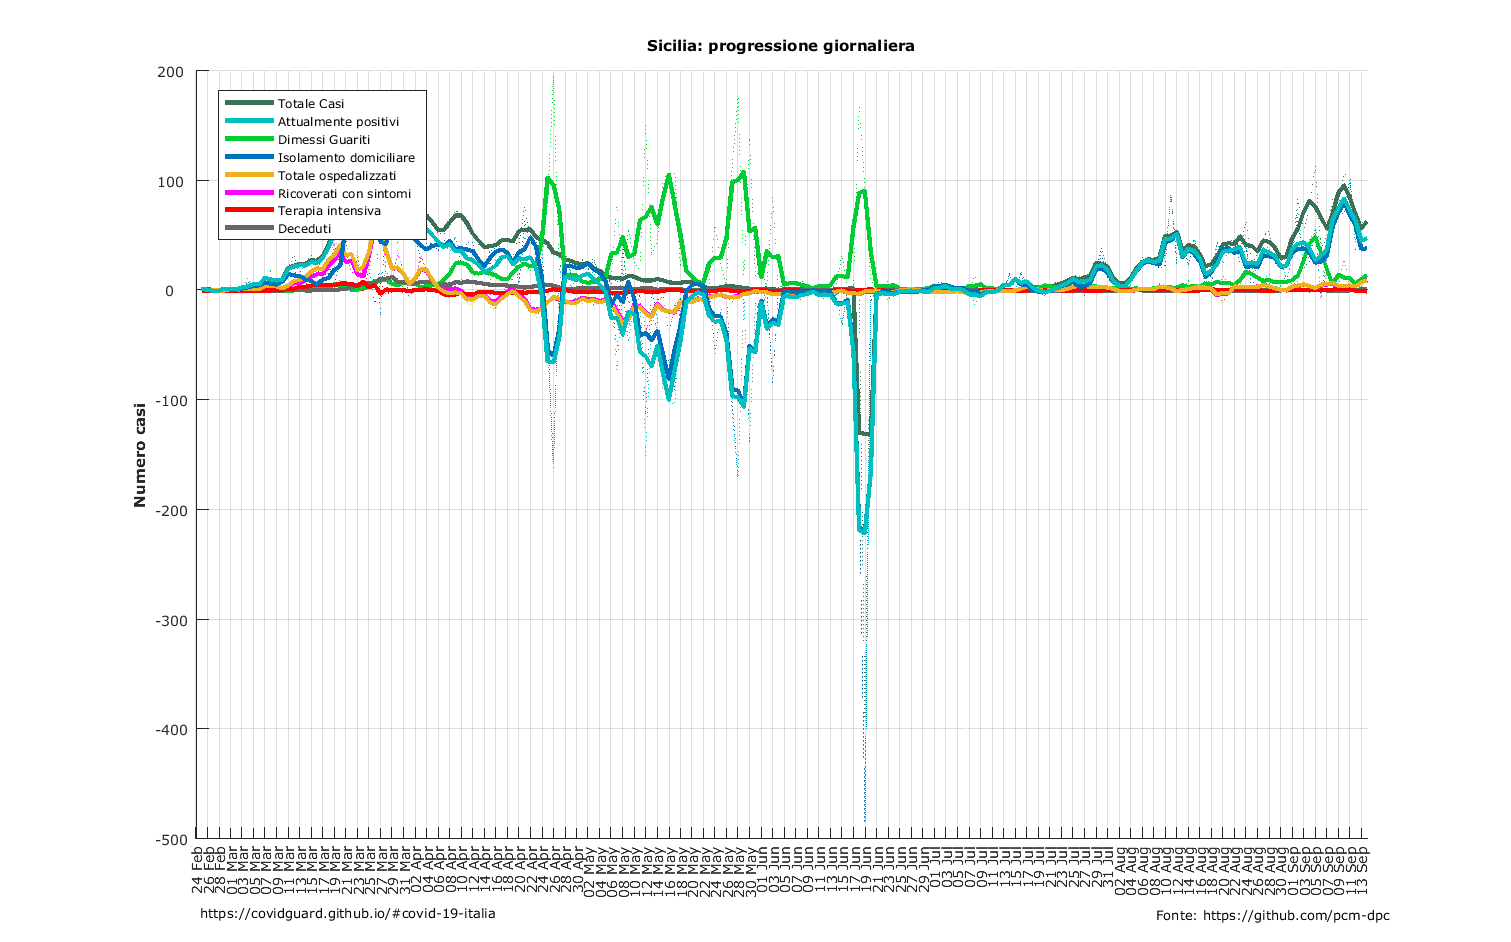 Sicilia: progressione giornaliera
200
100
0
-100
-200
-300
-400
-500
Numero casi
Totale Casi
Attualmente positivi
Dimessi Guariti
Isolamento domiciliare
Totale ospedalizzati
Ricoverati con sintomi
Terapia intensiva
Deceduti
24 Feb
26 Feb
28 Feb
01 Mar
03 Mar
05 Mar
07 Mar
09 Mar
11 Mar
13 Mar
15 Mar
17 Mar
19 Mar
21 Mar
23 Mar
25 Mar
27 Mar
29 Mar
31 Mar
02 Apr
04 Apr
06 Apr
08 Apr
10 Apr
12 Apr
14 Apr
16 Apr
18 Apr
20 Apr
22 Apr
24 Apr
26 Apr
28 Apr
30 Apr
02 May
04 May
06 May
08 May
10 May
12 May
14 May
16 May
18 May
20 May
22 May
24 May
26 May
28 May
30 May
01 Jun
03 Jun
05 Jun
07 Jun
09 Jun
11 Jun
13 Jun
15 Jun
17 Jun
19 Jun
21 Jun
23 Jun
25 Jun
27 Jun
29 Jun
01 Jul
03 Jul
05 Jul
07 Jul
09 Jul
11 Jul
13 Jul
15 Jul
17 Jul
19 Jul
21 Jul
23 Jul
25 Jul
27 Jul
29 Jul
31 Jul
02 Aug
04 Aug
06 Aug
08 Aug
10 Aug
12 Aug
14 Aug
16 Aug
18 Aug
20 Aug
22 Aug
24 Aug
26 Aug
28 Aug
30 Aug
01 Sep
03 Sep
05 Sep
07 Sep
09 Sep
11 Sep
13 Sep
https://covidguard.github.io/#covid-19-italia
Fonte: https://github.com/pcm-dpc